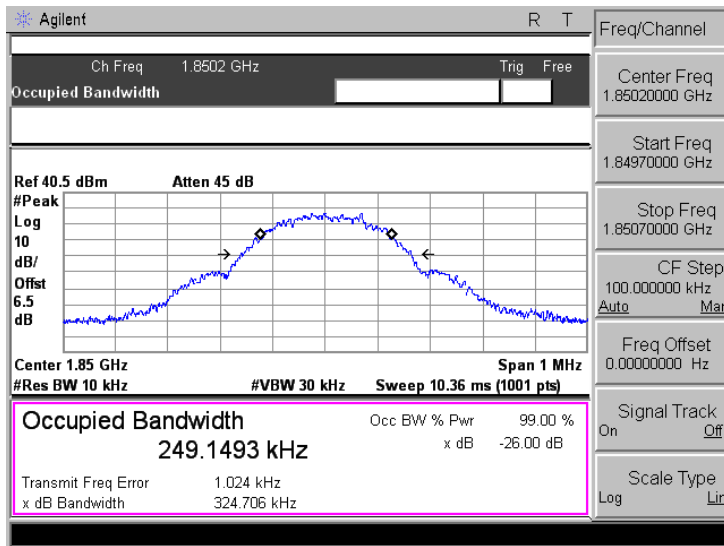 Agilent R T
Ch Freq 1.8502 GHz Trig Free
Occupied Bandwidth
Ref 40.5 dBm Atten 45 dB
#Peak
Log
10
dB/
Offst
6.5
dB
Center 1.85 GHz Span 1 MHz
#Res BW 10 kHz #VBW 30 kHz Sweep 10.36 ms (1001 pts)
Occupied Bandwidth Occ BW % Pwr 99.00 %
249.1493 kHz x dB -26.00 dB
Transmit Freq Error 1.024 kHz
x dB Bandwidth 324.706 kHz
Freq/Channel
Center Freq
1.85020000 GHz
Start Freq
1.84970000 GHz
Stop Freq
1.85070000 GHz
CF Step
100.000000 kHz
Auto Man
Freq Offset
0.00000000 Hz
Signal Track
On Off
Scale Type
Log Lin